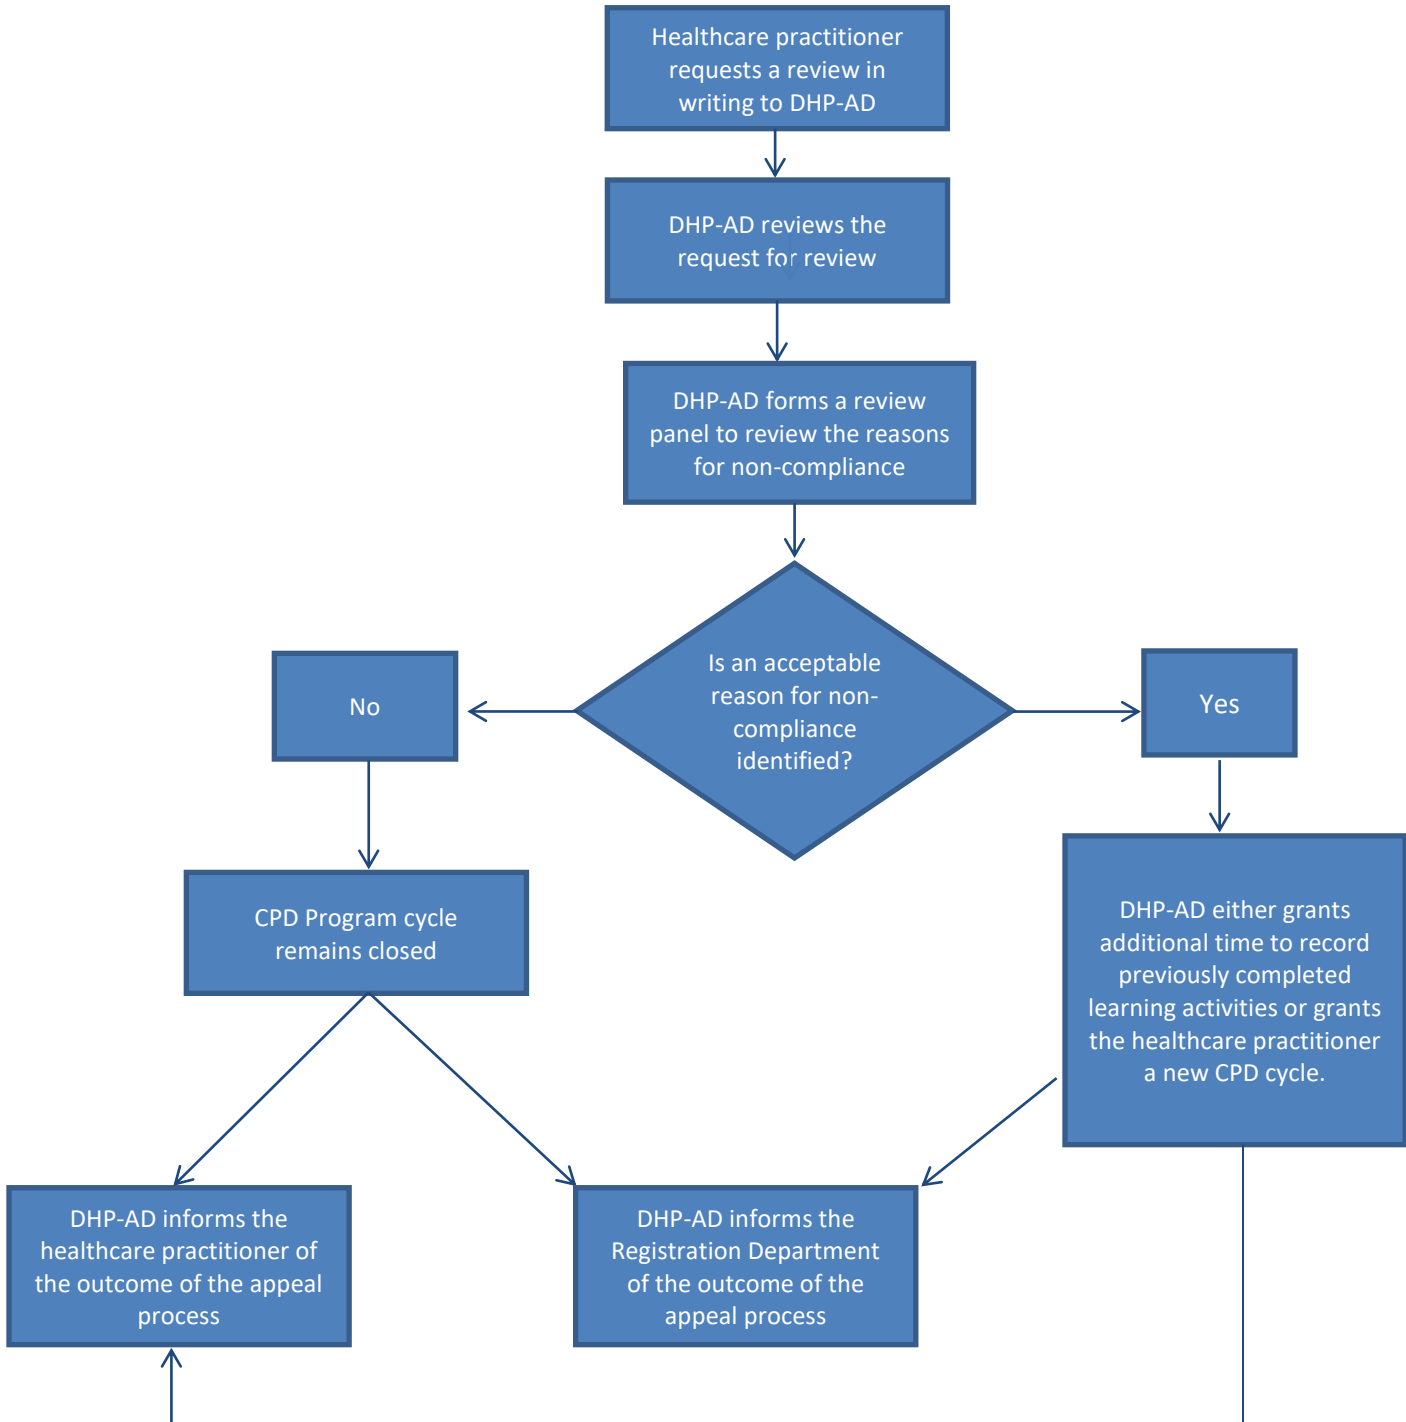 Healthcare practitioner
requests a review in
writing to DHP-AD
DHP-AD reviews the
request for review
DHP-AD forms a review
panel to review the reasons
for non-compliance
Is an acceptable
reason for non-
compliance
identified?
No
Yes
CPD Program cycle
remains closed
DHP-AD either grants
additional time to record
previously completed
learning activities or grants
the healthcare practitioner
a new CPD cycle.
DHP-AD informs the
healthcare practitioner of
the outcome of the appeal
process
DHP-AD informs the
Registration Department
of the outcome of the
appeal process